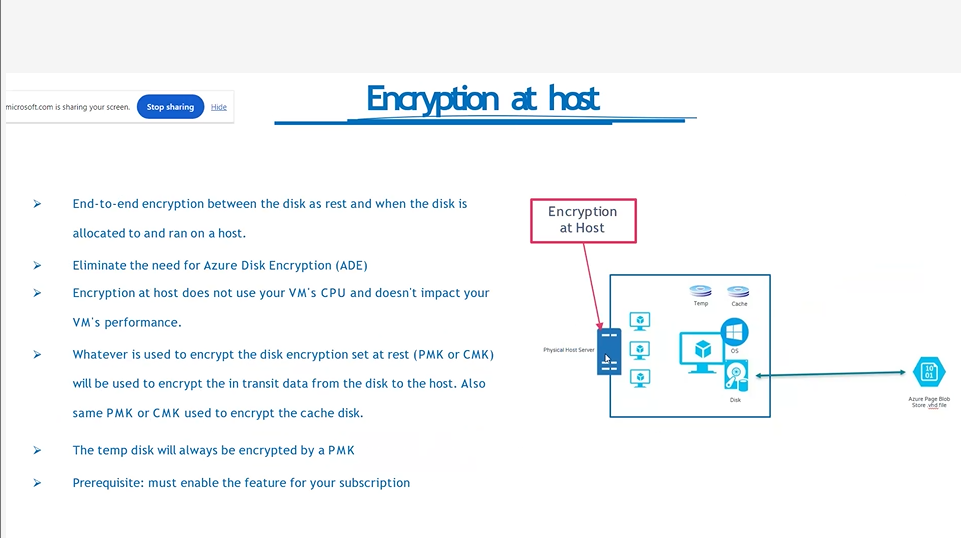 Encryption at host
microsoft.com is sharing your screen.
Stop sharing
Hide
➢ End-to-end encryption between the disk as rest and when the disk is
allocated to and ran on a host.
➢ Eliminate the need for Azure Disk Encryption (ADE)
➢ Encryption at host does not use your VM's CPU and doesn't impact your
VM's performance.
➢ Whatever is used to encrypt the disk encryption set at rest (PMK or CMK)
will be used to encrypt the in transit data from the disk to the host. Also
same PMK or CMK used to encrypt the cache disk.
➢ The temp disk will always be encrypted by a PMK
➢ Prerequisite: must enable the feature for your subscription
Encryption
at Host
Temp
Cache
Physical Host Server
OS
Disk
10
01
Azure Page Blob
Store .vhd file